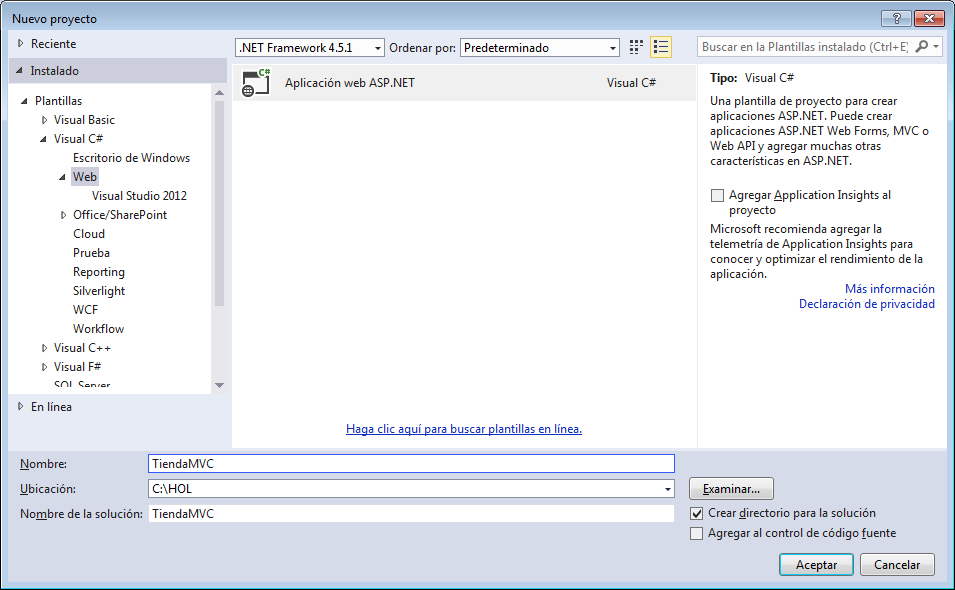 Nuevo proyecto
Reciente
.NET Framework 4.5.1
Ordenar por:
Predeterminado
Buscar en la Plantillas instalado (Ctrl+E)
Instalado
Plantillas
Visual Basic
Visual C#
Escritorio de Windows
Web
Visual Studio 2012
Office/SharePoint
Cloud
Prueba
Reporting
Silverlight
WCF
Workflow
Visual C++
Visual F#
SQL Server
En línea
C#
Aplicación web ASP.NET
Visual C#
Haga clic aquí para buscar plantillas en línea.
Tipo: Visual C#
Una plantilla de proyecto para crear
aplicaciones ASP.NET. Puede crear
aplicaciones ASP.NET Web Forms, MVC o
Web API y agregar muchas otras
características en ASP.NET.
Agregar Application Insights al
proyecto
Microsoft recomienda agregar la
telemetría de Application Insights para
conocer y optimizar el rendimiento de la
aplicación.
Más información
Declaración de privacidad
Nombre:
TiendaMVC
Ubicación:
C:\HOL
Examinar...
Nombre de la solución:
TiendaMVC
Crear directorio para la solución
Agregar al control de código fuente
Aceptar
Cancelar